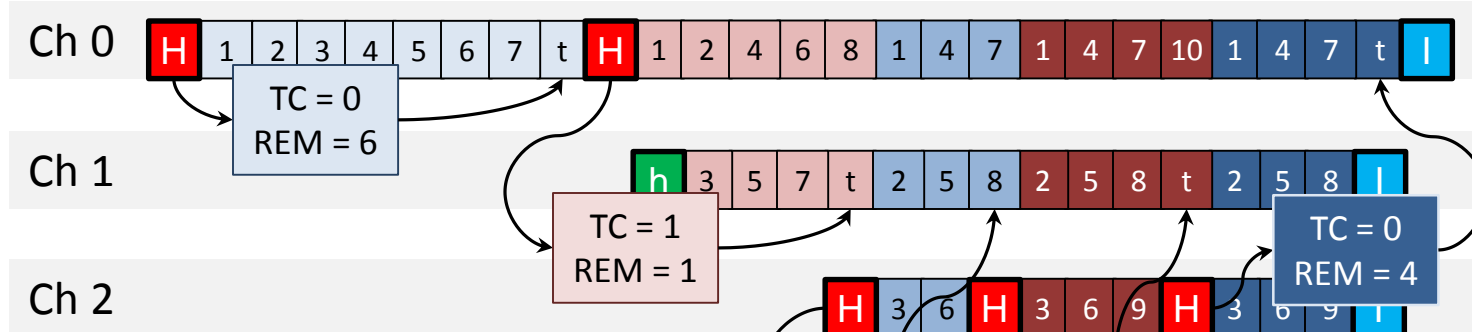 Ch 0 H 1 2 3 4 5 6 7 t H 1 2 4 6 8 1 4 7 1 4 7 10 1 4 7 t I
TC = 0
REM = 6
Ch 1 h 3 5 7 t 2 5 8 2 5 8 t 2 5 8 I
TC = 1
REM = 1
TC = 0
REM = 4
Ch 2 H 3 6 H 3 6 9 H 3 6 9 I